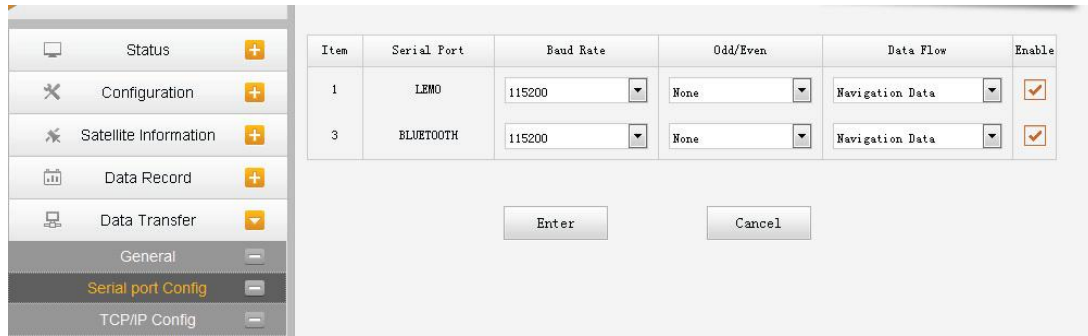 Status
Configuration
Satellite Information
Data Record
Data Transfer
General
Serial port Config
TCP/IP Config
Item Serial Port Baud Rate Odd/Even Data Flow Enable
1 LEMO 115200 None Navigation Data
3 BLUETOOTH 115200 None Navigation Data
Enter Cancel